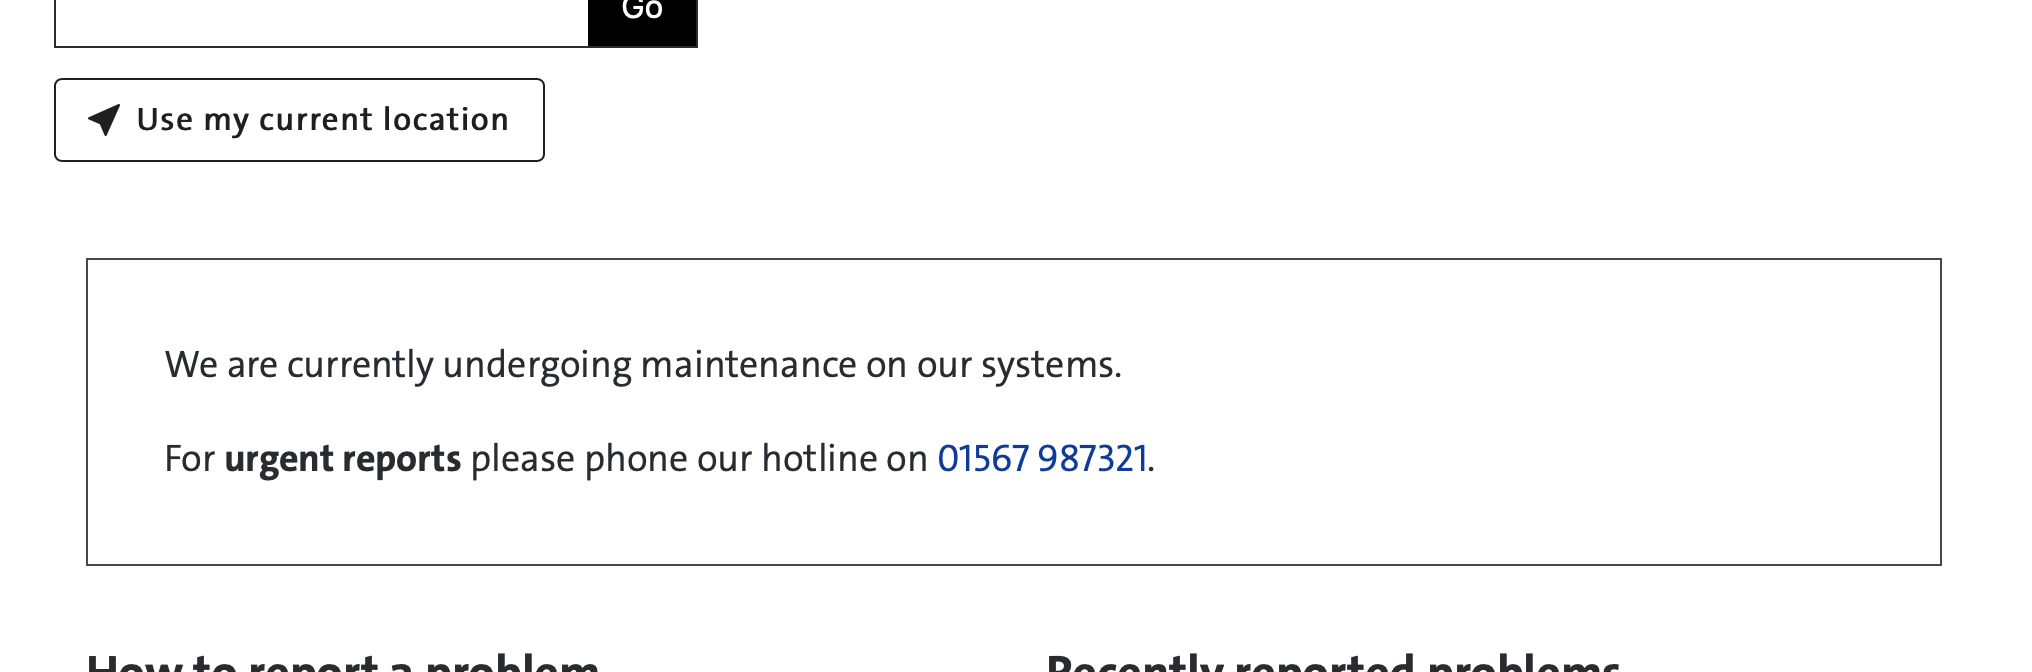 Go
Use my current location
We are currently undergoing maintenance on our systems.
For urgent reports please phone our hotline on 01567 987321.
How to report a problem
Recently reported problems